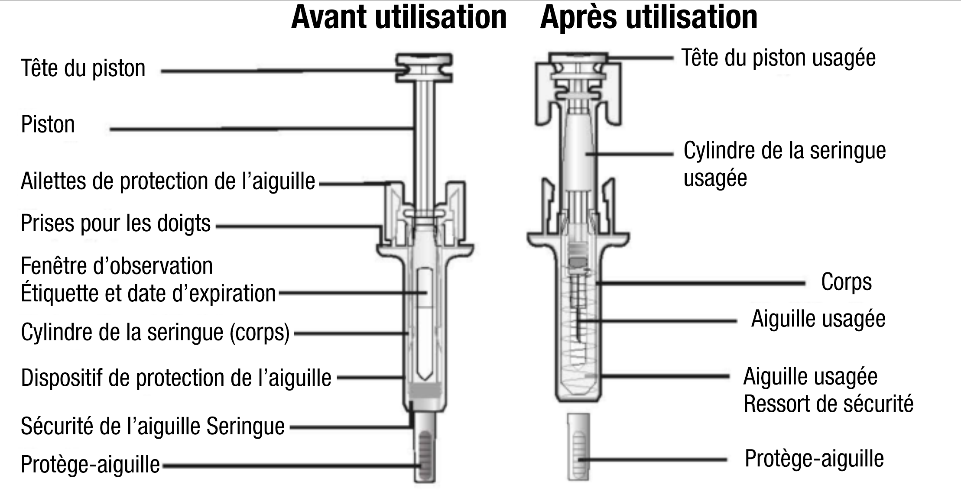 Avant utilisation
Tête du piston
Piston
Ailettes de protection de l’aiguille
Prises pour les doigts
Fenêtre d’observation
Étiquette et date d’expiration
Cylindre de la seringue (corps)
Dispositif de protection de l’aiguille
Sécurité de l’aiguille Seringue
Protège-aiguille
Après utilisation
Tête du piston usagée
Cylindre de la seringue
usagée
Corps
Aiguille usagée
Aiguille usagée
Ressort de sécurité
Protège-aiguille